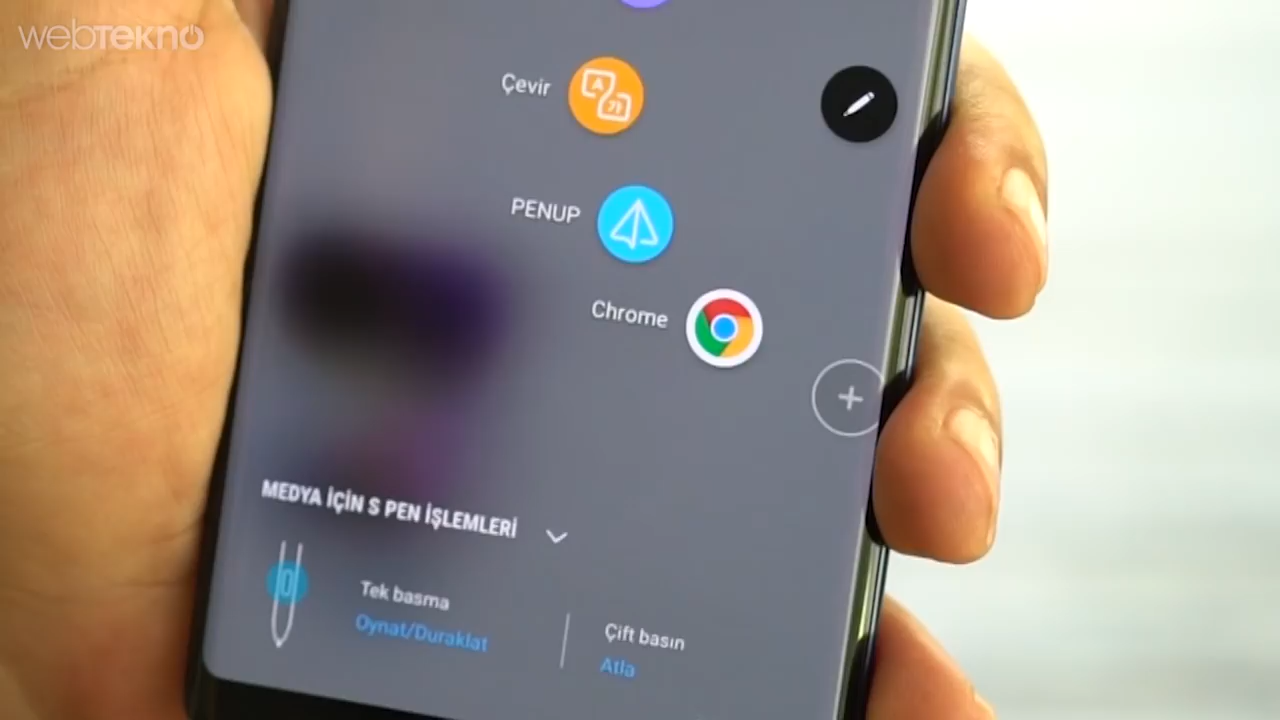 webTEKNO
Çevir
PENUP
Chrome
MEDYA İÇİN S PEN İŞLEMLERİ
Tek basma
Oynat/Duraklat
Çift basın
Atla